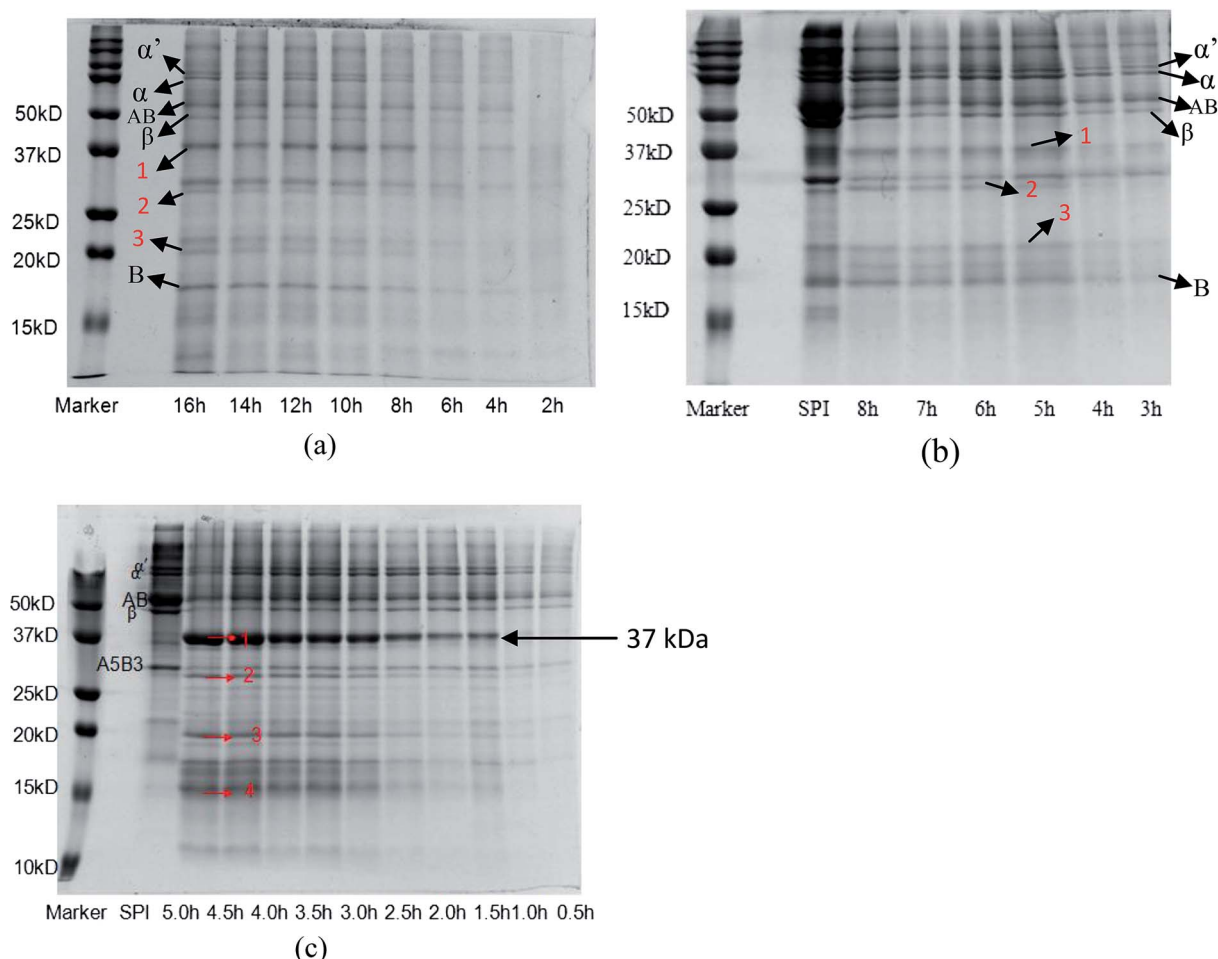 α’
α
AB
β
50kD
37kD
1
2
25kD
3
20kD
B
15kD
Marker 16h 14h 12h 10h 8h 6h 4h 2h
(a)
α’
α
AB
β
50kD
1
37kD
2
25kD
3
20kD
B
15kD
Marker SPI 8h 7h 6h 5h 4h 3h
(b)
α’
α
50kD
AB
β
37kD
1
37 kDa
A5B3
2
25kD
20kD
3
15kD
4
10kD
Marker SPI 5.0h 4.5h 4.0h 3.5h 3.0h 2.5h 2.0h 1.5h 1.0h 0.5h
(c)